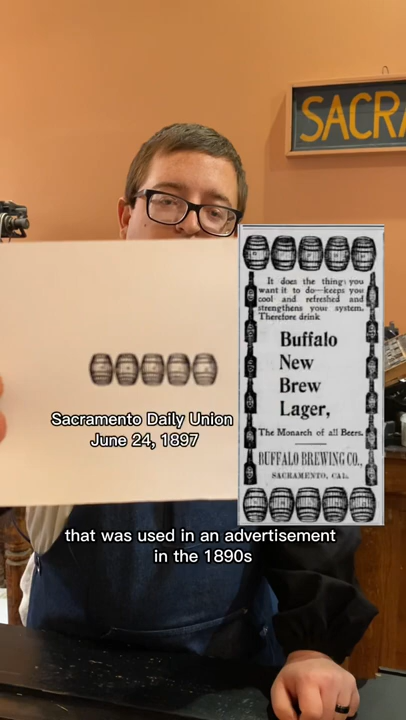 SACRA
It does the thing you
want it to do—keeps you
cool and refreshed and
strengthens your system.
Therefore drink
Buffalo
New
Brew
Lager,
The Monarch of all Beers.
BUFFALO BREWING CO.,
SACRAMENTO, CAL.
Sacramento Daily Union
June 24, 1897
that was used in an advertisement
in the 1890s